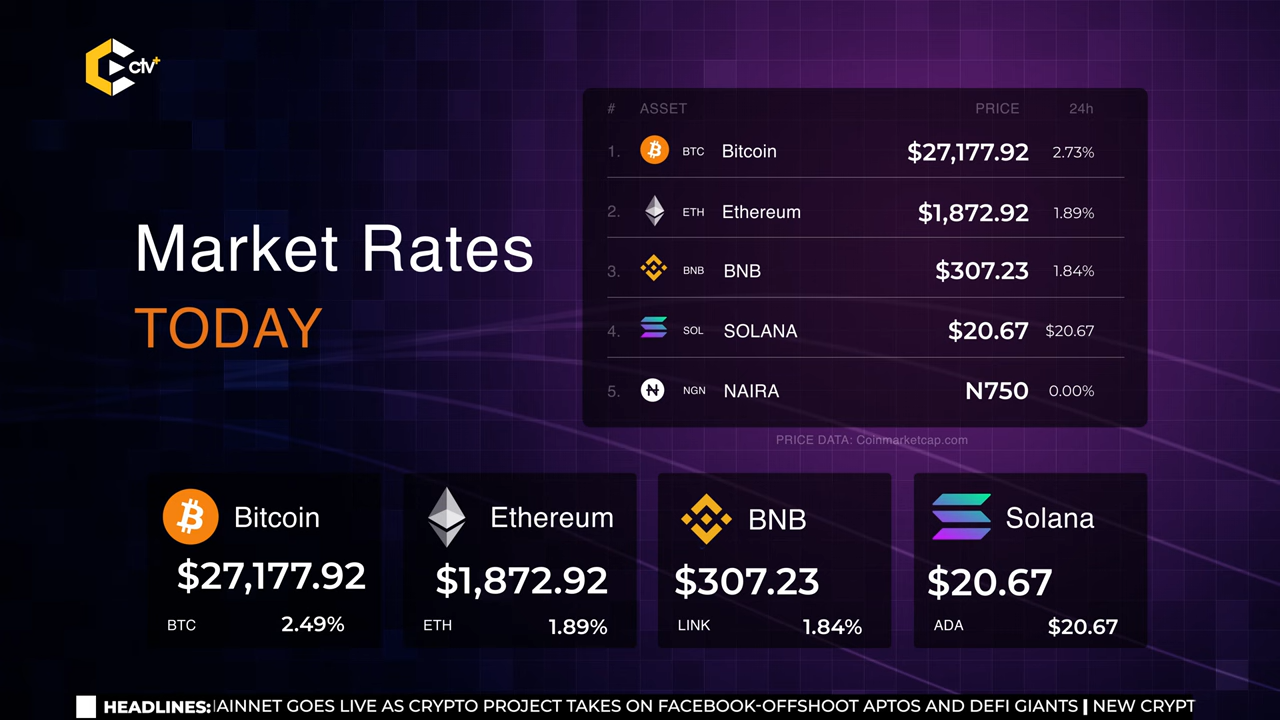 ctv+
# ASSET PRICE 24h
1. BTC Bitcoin $27,177.92 2.73%
2. ETH Ethereum $1,872.92 1.89%
3. BNB BNB $307.23 1.84%
4. SOL SOLANA $20.67 $20.67
5. NGN NAIRA N750 0.00%
PRICE DATA: Coinmarketcap.com
Market Rates
TODAY
Bitcoin
$27,177.92
BTC 2.49%
Ethereum
$1,872.92
ETH 1.89%
BNB
$307.23
LINK 1.84%
Solana
$20.67
ADA $20.67
HEADLINES: AINNET GOES LIVE AS CRYPTO PROJECT TAKES ON FACEBOOK-OFFSHOOT APTOS AND DEFI GIANTS | NEW CRYPT